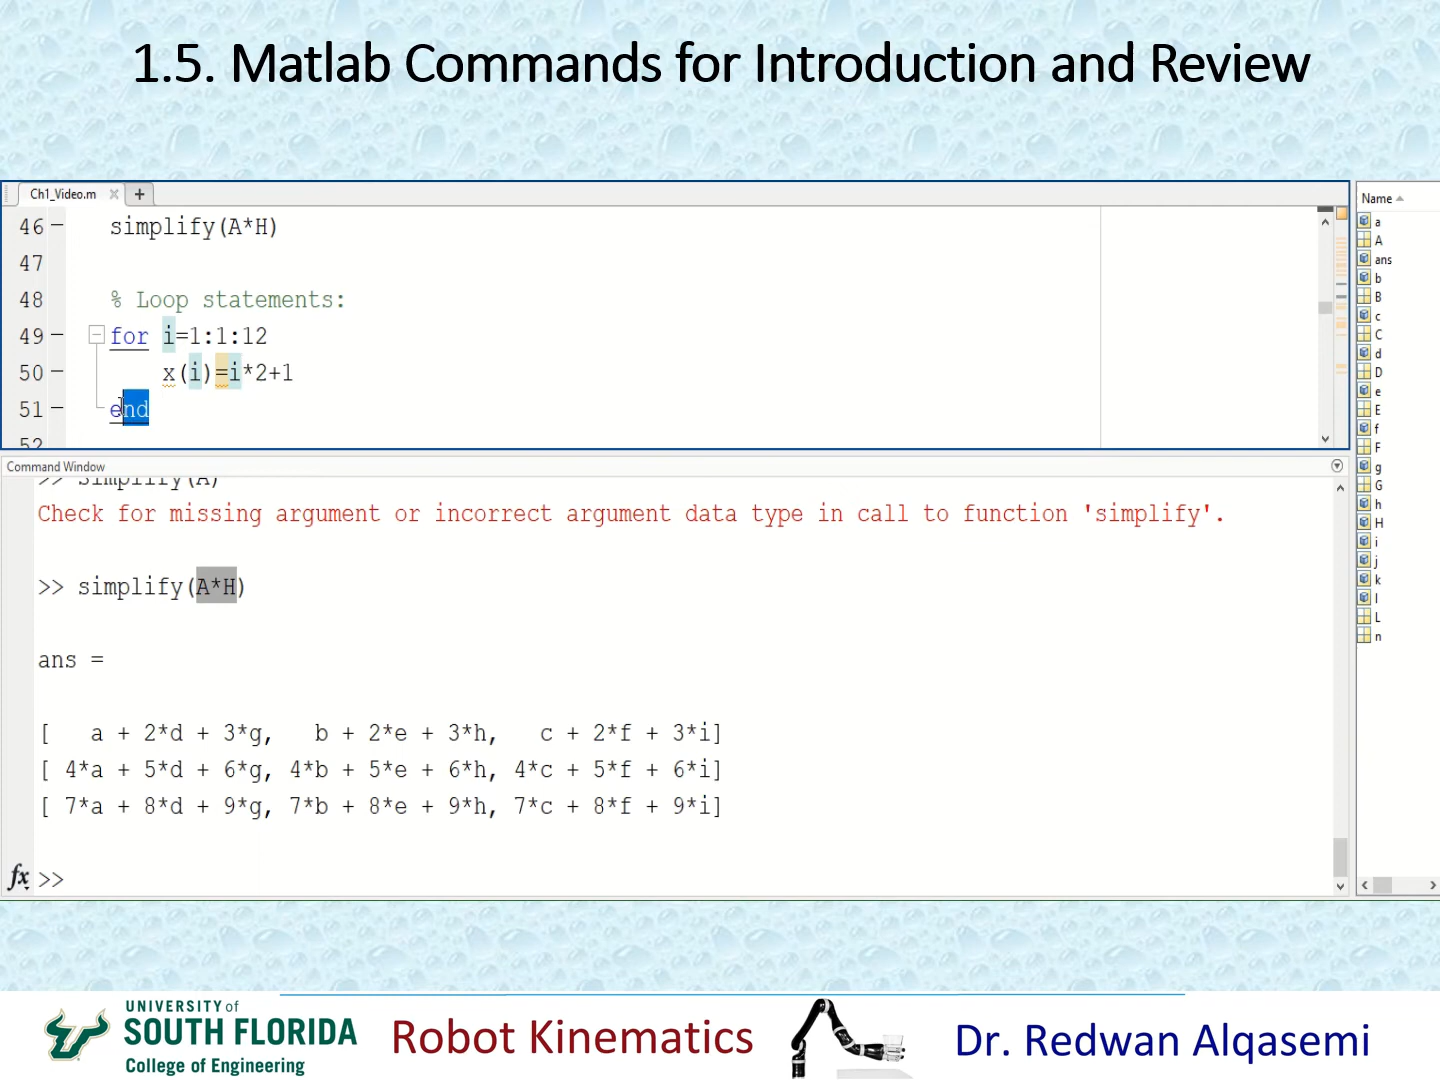 1.5. Matlab Commands for Introduction and Review
Ch1_Video.m
46 simplify(A*H)
47
48 % Loop statements:
49 for i=1:1:12
50 x(i)=i*2+1
51 end
52
Command Window
>> simplify(A)
Check for missing argument or incorrect argument data type in call to function 'simplify'.
>> simplify(A*H)
ans =
[   a + 2*d + 3*g,   b + 2*e + 3*h,   c + 2*f + 3*i]
[ 4*a + 5*d + 6*g, 4*b + 5*e + 6*h, 4*c + 5*f + 6*i]
[ 7*a + 8*d + 9*g, 7*b + 8*e + 9*h, 7*c + 8*f + 9*i]
fx >>
Name
a
A
ans
b
B
c
C
d
D
e
E
f
F
g
G
h
H
i
j
k
l
L
n
UNIVERSITY of
SOUTH FLORIDA
College of Engineering
Robot Kinematics
Dr. Redwan Alqasemi